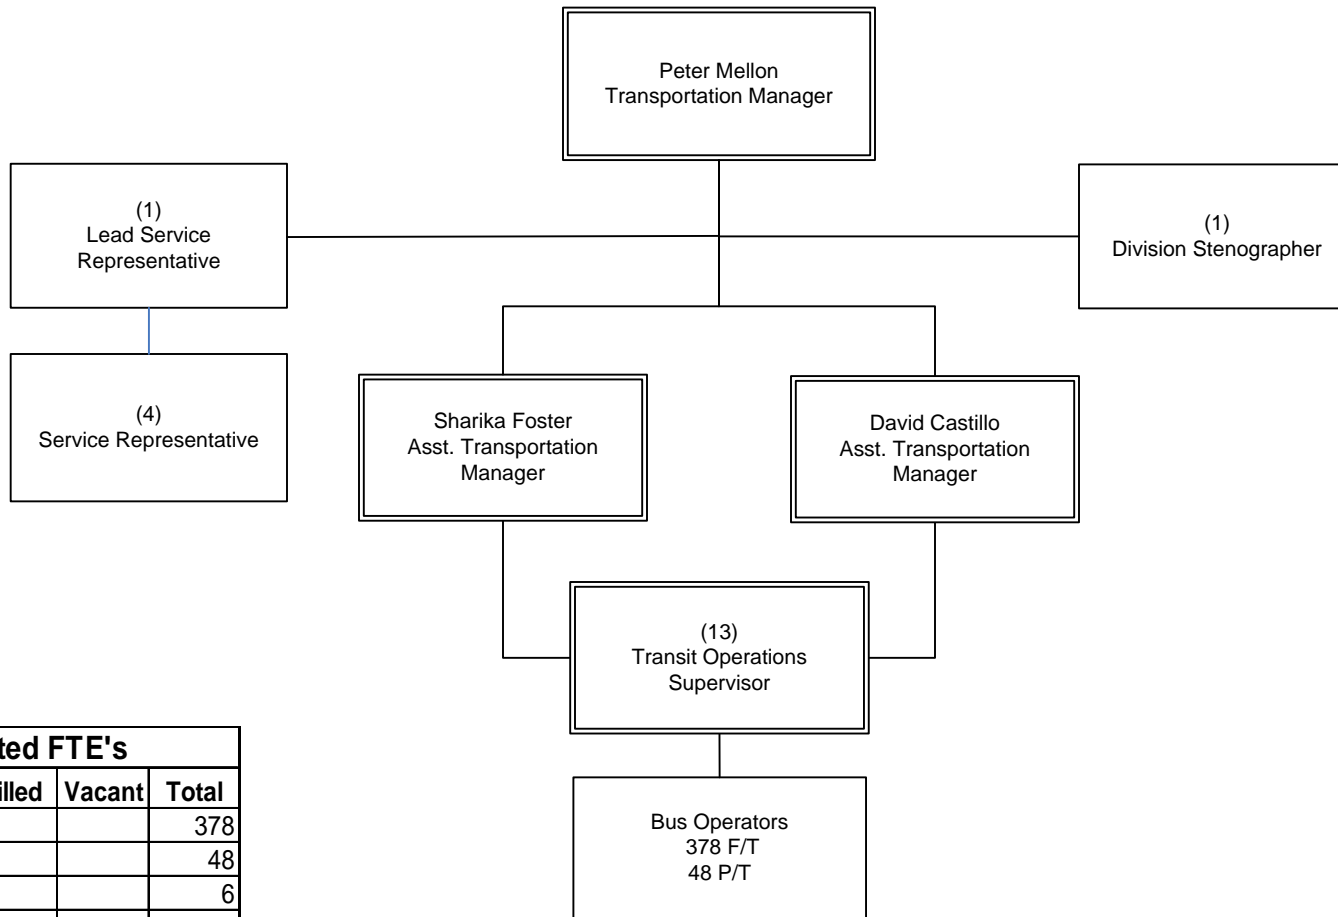 Peter Mellon
Transportation Manager
(1)
Lead Service
Representative
(1)
Division Stenographer
(4)
Service Representative
Sharika Foster
Asst. Transportation
Manager
David Castillo
Asst. Transportation
Manager
(13)
Transit Operations
Supervisor
Bus Operators
378 F/T
48 P/T
ted FTE's
illed Vacant Total
378
48
6